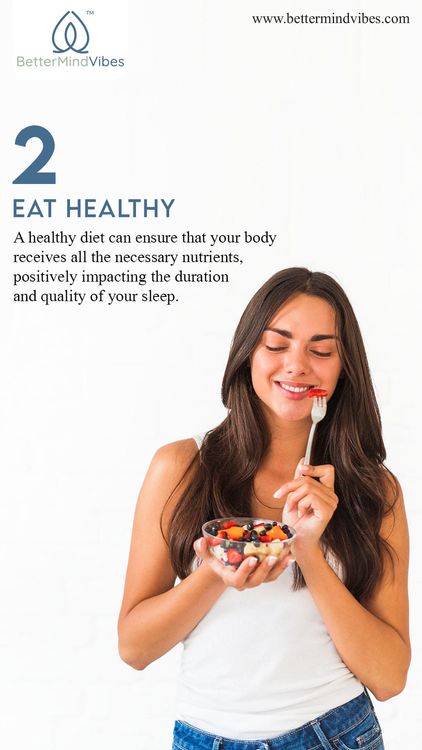 ™
BetterMindVibes
www.bettermindvibes.com
2
EAT HEALTHY
A healthy diet can ensure that your body
receives all the necessary nutrients,
positively impacting the duration
and quality of your sleep.